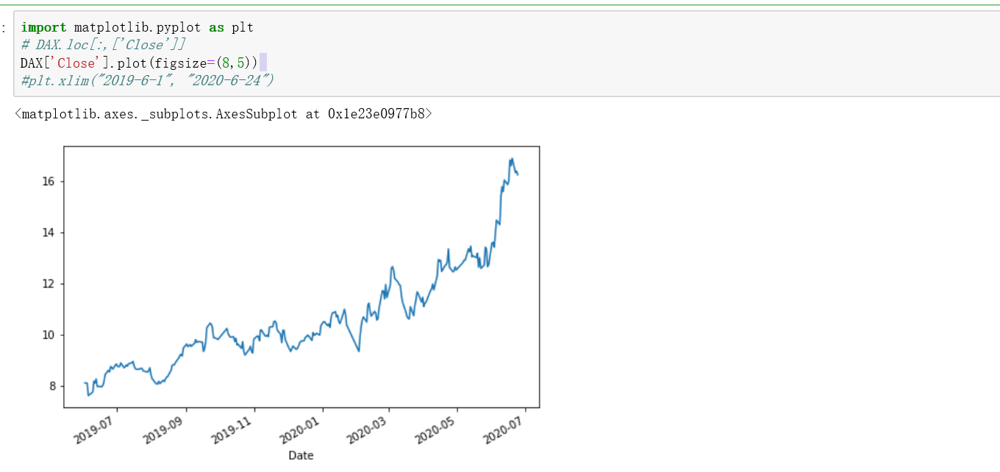 :
import matplotlib.pyplot as plt
# DAX.loc[:,['Close']]
DAX['Close'].plot(figsize=(8,5))
#plt.xlim("2019-6-1", "2020-6-24")
<matplotlib.axes._subplots.AxesSubplot at 0x1e23e0977b8>
16
14
12
10
8
2019-07 2019-09 2019-11 2020-01 2020-03 2020-05 2020-07
Date